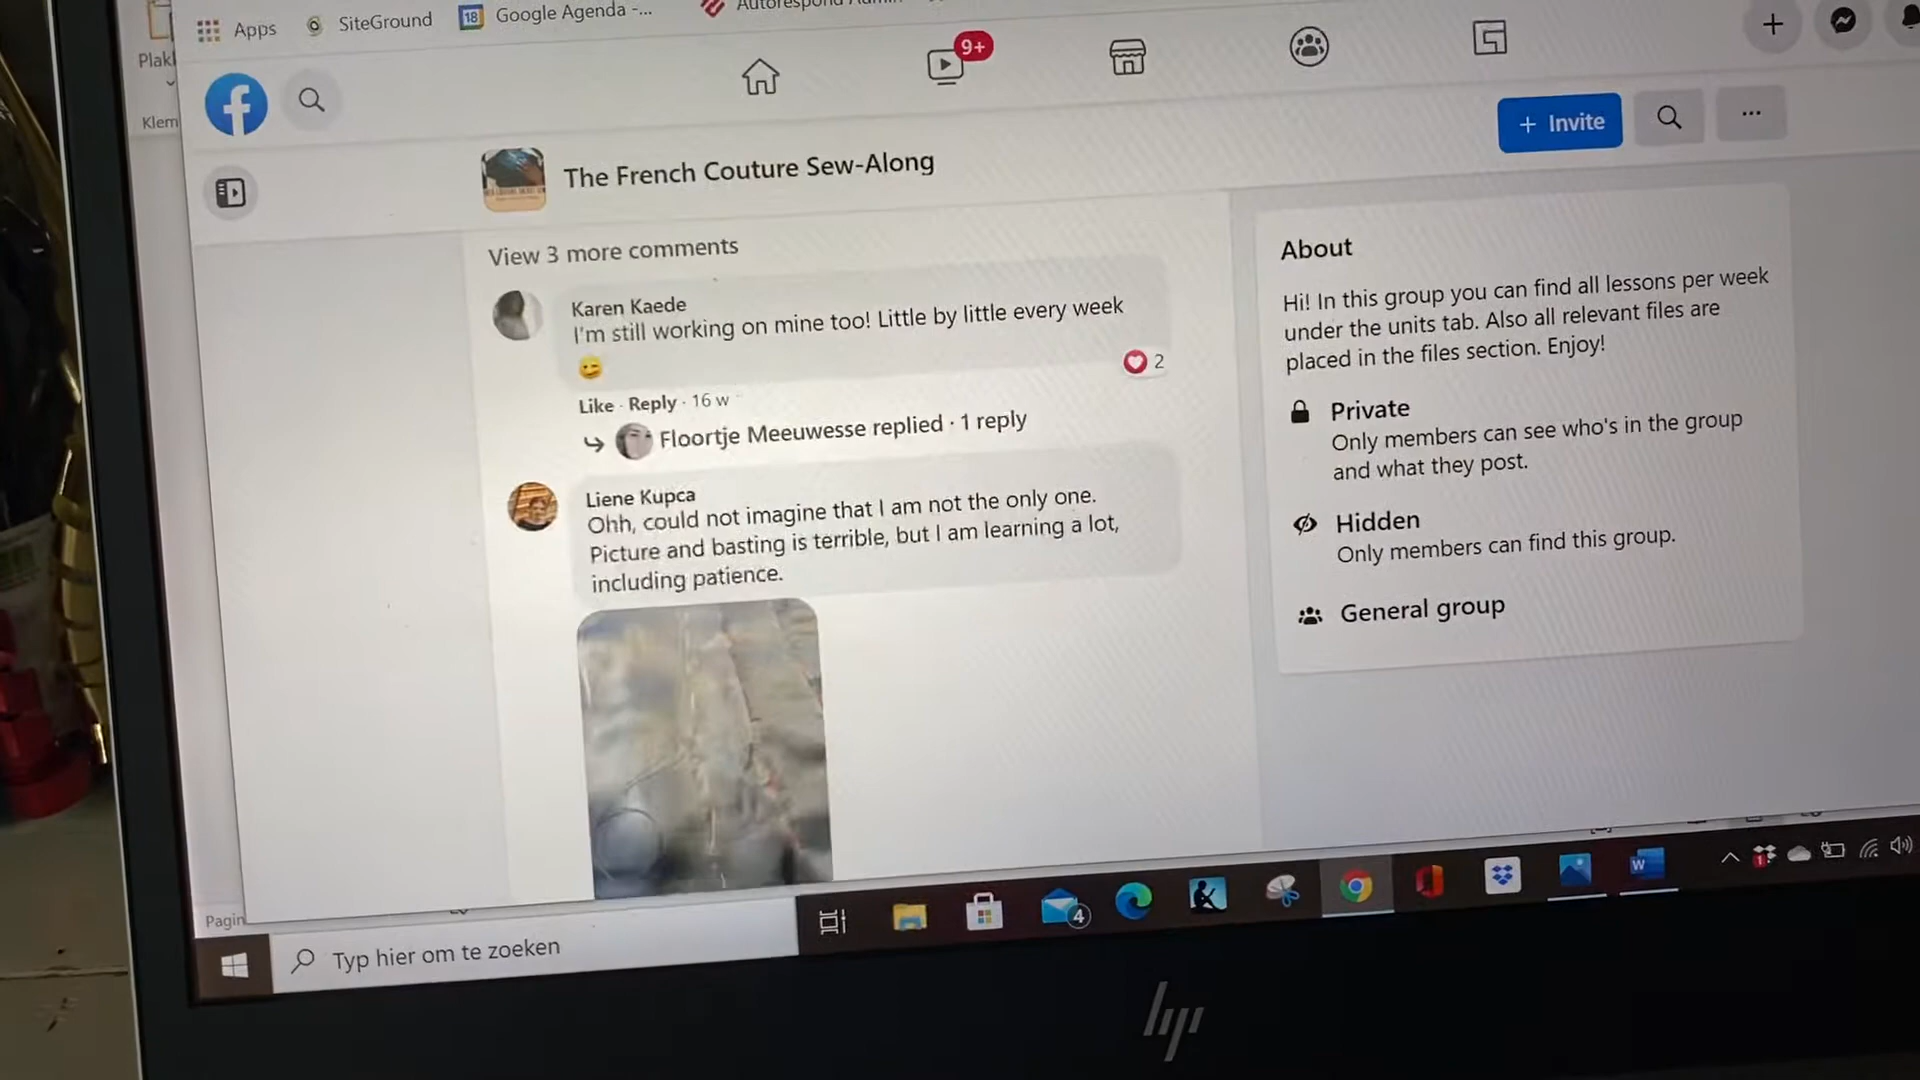 Apps
SiteGround
18
Google Agenda -...
Plakl
Klem
9+
The French Couture Sew-Along
+ Invite
...
View 3 more comments
Karen Kaede
I'm still working on mine too! Little by little every week
2
Like · Reply · 16 w
Floortje Meeuwesse replied · 1 reply
Liene Kupca
Ohh, could not imagine that I am not the only one.
Picture and basting is terrible, but I am learning a lot,
including patience.
About
Hi! In this group you can find all lessons per week
under the units tab. Also all relevant files are
placed in the files section. Enjoy!
Private
Only members can see who's in the group
and what they post.
Hidden
Only members can find this group.
General group
Pagin
Typ hier om te zoeken
4
W
1
hp